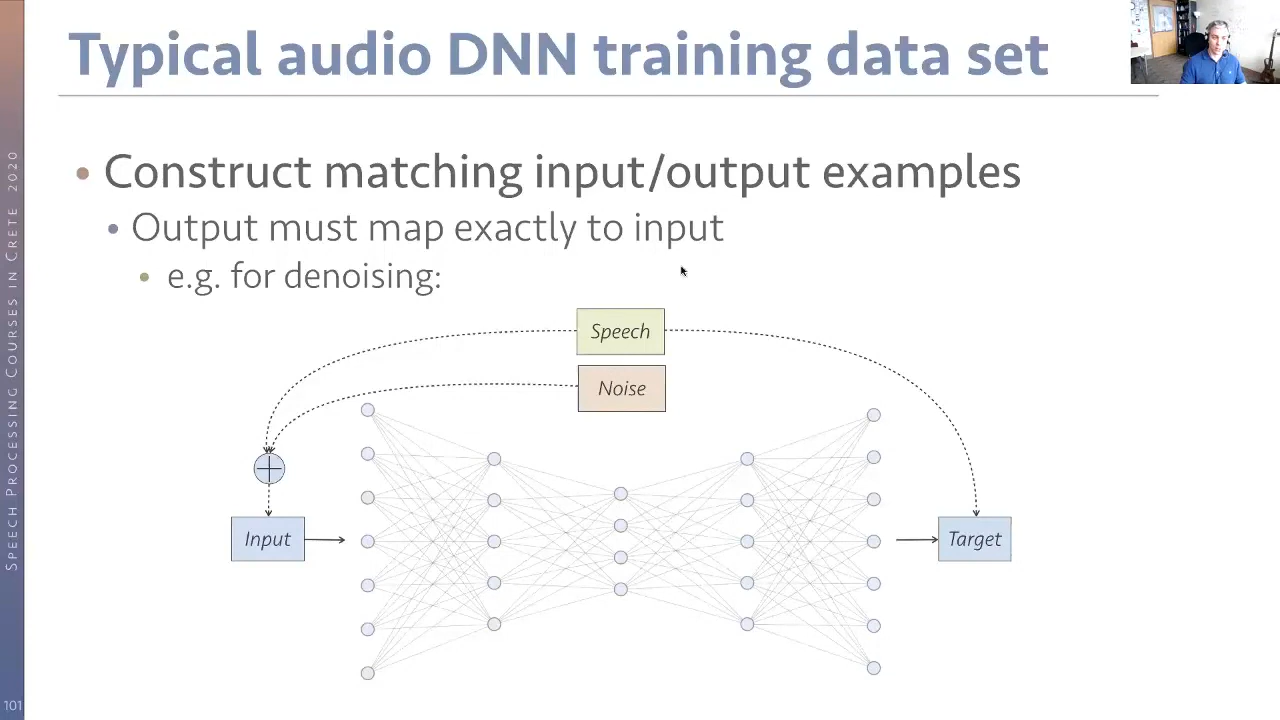 Typical audio DNN training data set
• Construct matching input/output examples
• Output must map exactly to input
• e.g. for denoising:
Speech
Noise
Input
Target
SPEECH PROCESSING COURSES IN CRETE 2020
101